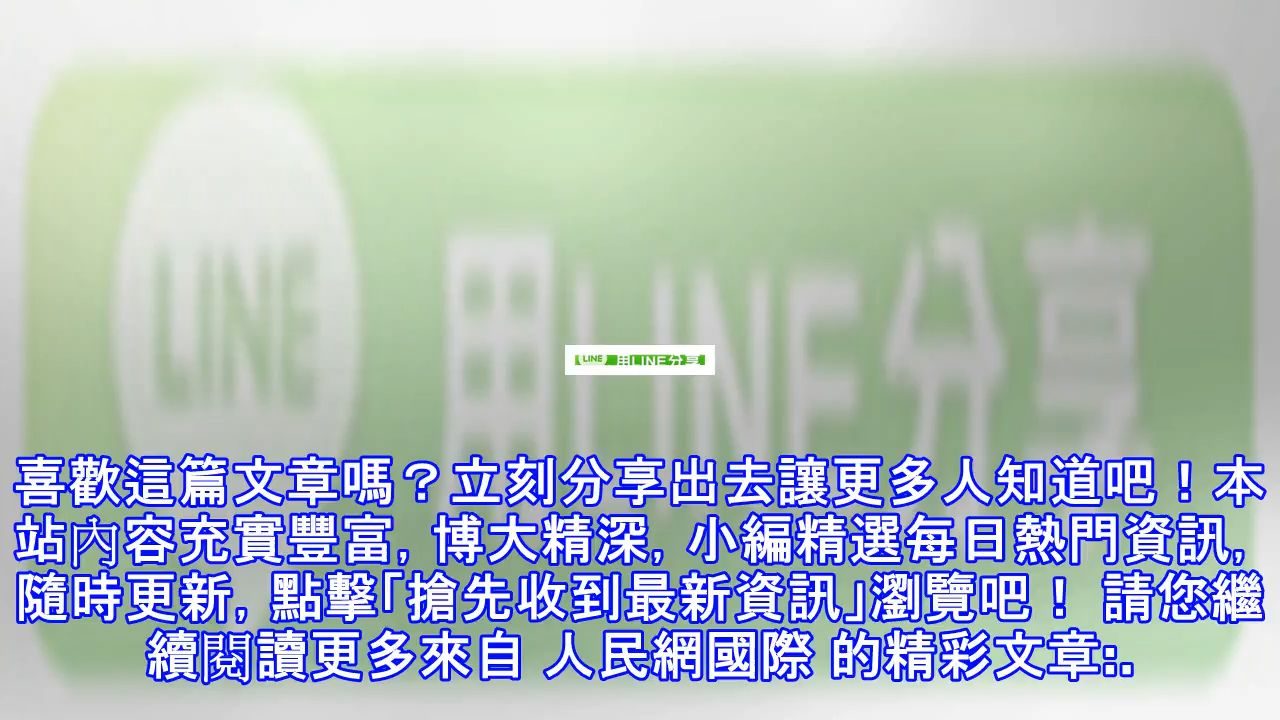 LINE 用LINE分享
LINE 用LINE分享
喜歡這篇文章嗎？立刻分享出去讓更多人知道吧！本
站內容充實豐富，博大精深，小編精選每日熱門資訊，
隨時更新，點擊「搶先收到最新資訊」瀏覽吧！ 請您繼
續閱讀更多來自 人民網國際 的精彩文章:.